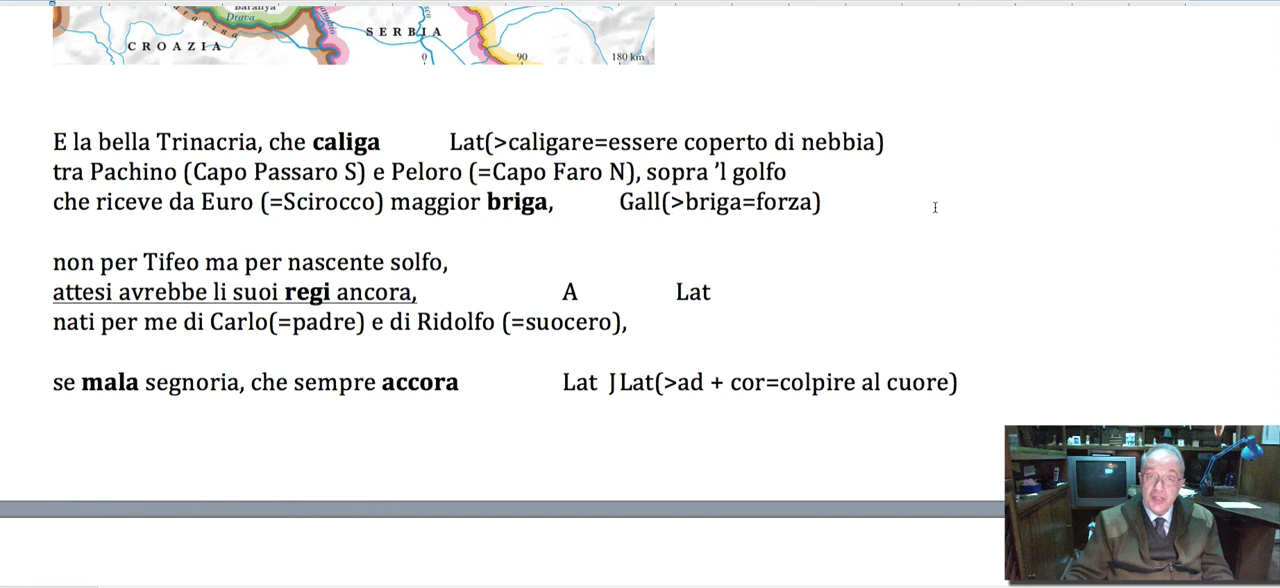 Drava
CROAZIA
SERBIA
0 90 180 km
E la bella Trinacria, che caliga Lat(>caligare=essere coperto di nebbia)
tra Pachino (Capo Passaro S) e Peloro (=Capo Faro N), sopra ’l golfo
che riceve da Euro (=Scirocco) maggior briga, Gall(>briga=forza)
non per Tifeo ma per nascente solfo,
attesi avrebbe li suoi regi ancora, A Lat
nati per me di Carlo(=padre) e di Ridolfo (=suocero),
se mala segnoria, che sempre accora Lat J Lat(>ad + cor=colpire al cuore)